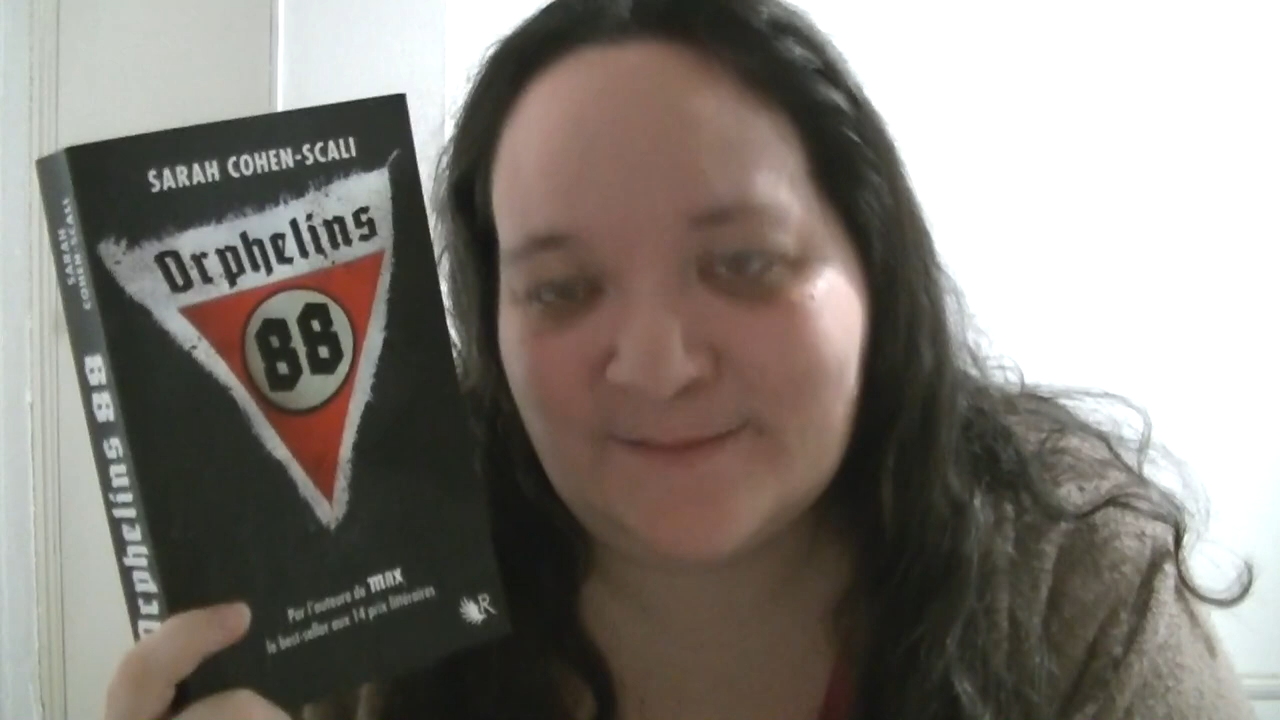 SARAH COHEN-SCALI
Orphelins
88
Par l'auteure de MAX
le best-seller aux 14 prix littéraires
R
SARAH
COHEN-SCALI
Orphelins 88